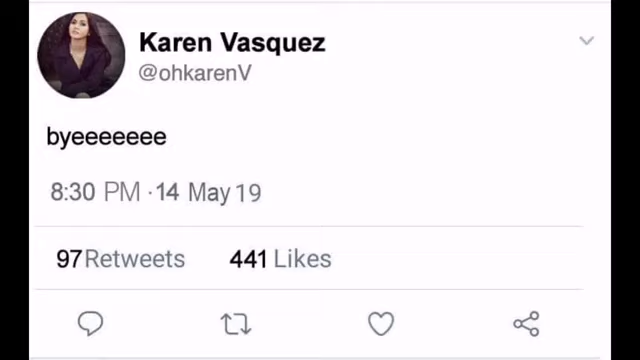 Karen Vasquez
@ohkarenV
byeeeeeee
8:30 PM · 14 May 19
97 Retweets 441 Likes